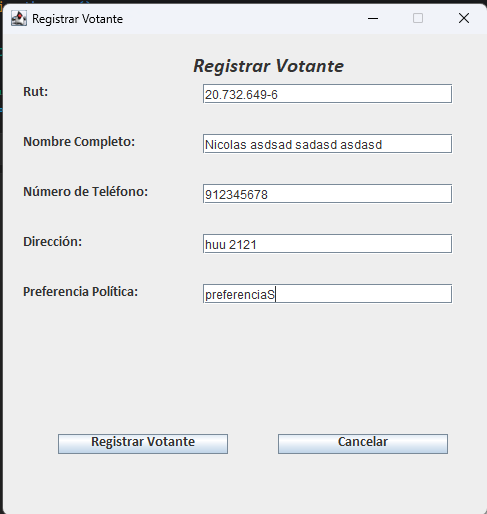 Registrar Votante
Registrar Votante
Rut: 20.732.649-6
Nombre Completo: Nicolas asdsad sadasd asdasd
Número de Teléfono: 912345678
Dirección: huu 2121
Preferencia Política: preferenciaS
Registrar Votante Cancelar